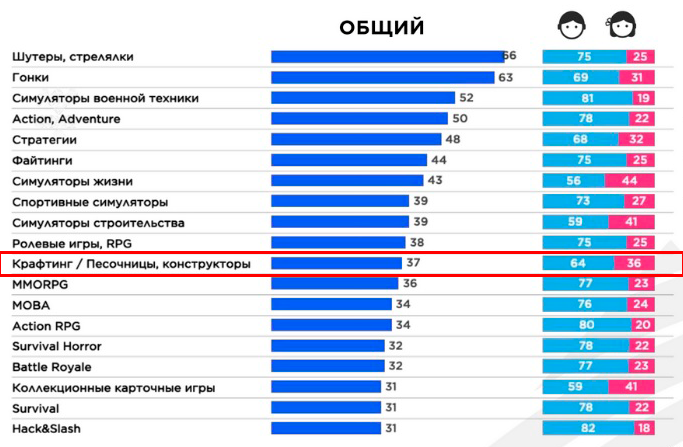 ОБЩИЙ
Шутеры, стрелялки 66 75 25
Гонки 63 69 31
Симуляторы военной техники 52 81 19
Action, Adventure 50 78 22
Стратегии 48 68 32
Файтинги 44 75 25
Симуляторы жизни 43 56 44
Спортивные симуляторы 39 73 27
Симуляторы строительства 39 59 41
Ролевые игры, RPG 38 75 25
Крафтинг / Песочницы, конструкторы 37 64 36
MMORPG 36 77 23
MOBA 34 76 24
Action RPG 34 80 20
Survival Horror 32 78 22
Battle Royale 32 77 23
Коллекционные карточные игры 31 59 41
Survival 31 78 22
Hack&Slash 31 82 18